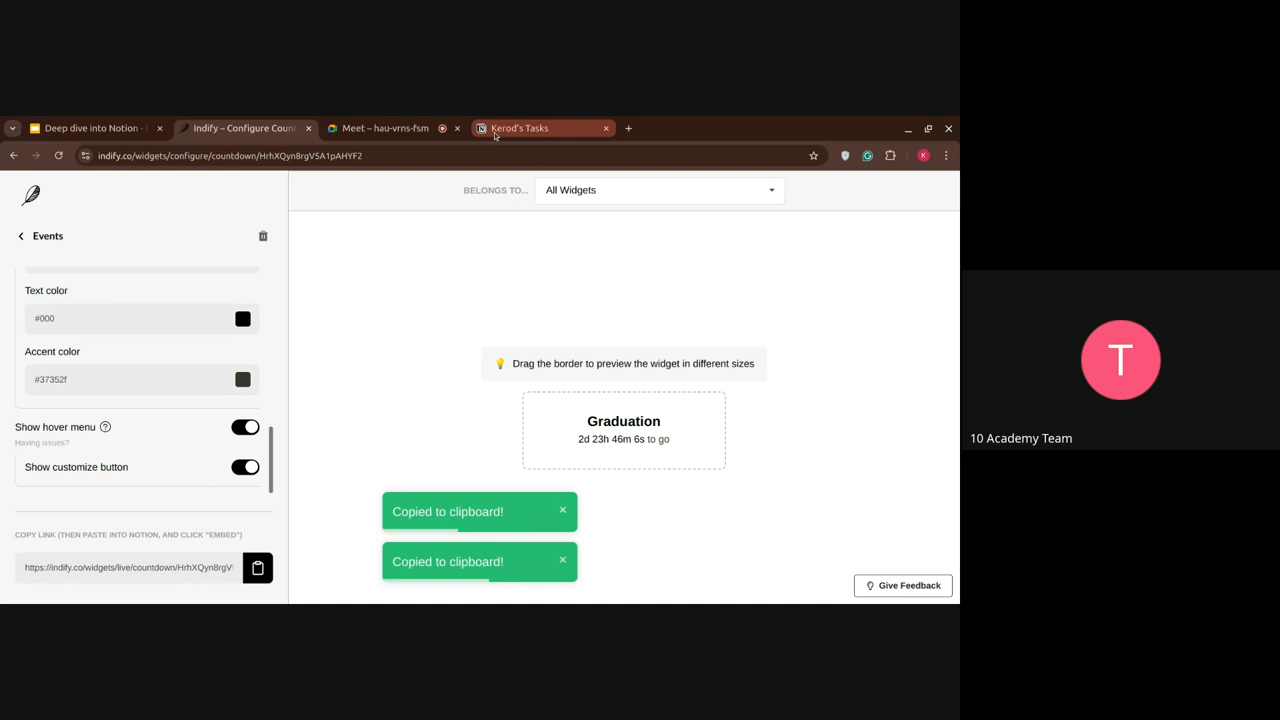 Deep dive into Notion - G
Indify – Configure Count
Meet – hau-vrns-fsm
Kerod's Tasks
indify.co/widgets/configure/countdown/HrhXQyn8rgV5A1pAHYF2
K
BELONGS TO...
All Widgets
Events
Text color
#000
Accent color
#37352f
Show hover menu ?
Having issues?
Show customize button
COPY LINK (THEN PASTE INTO NOTION, AND CLICK "EMBED")
https://indify.co/widgets/live/countdown/HrhXQyn8rgV5
💡 Drag the border to preview the widget in different sizes
Graduation
2d 23h 46m 6s to go
Copied to clipboard!
Copied to clipboard!
Give Feedback
T
10 Academy Team